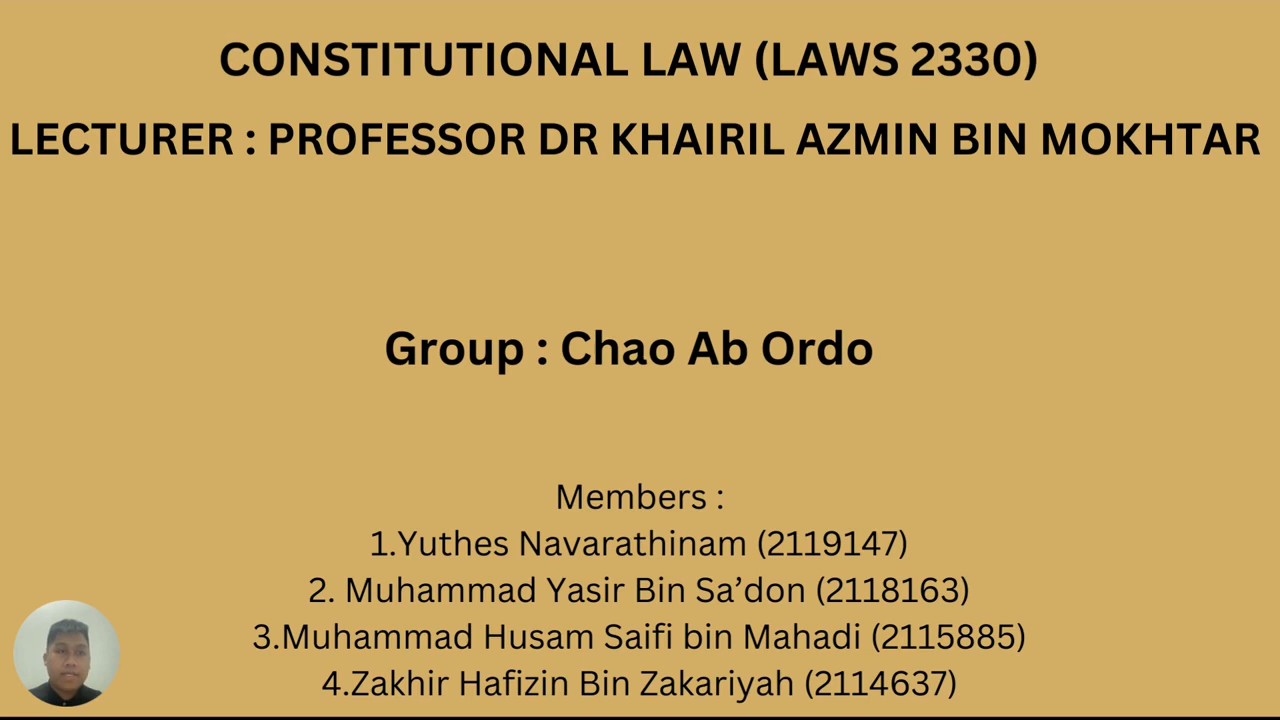 CONSTITUTIONAL LAW (LAWS 2330)
LECTURER : PROFESSOR DR KHAIRIL AZMIN BIN MOKHTAR
Group : Chao Ab Ordo
Members :
1.Yuthes Navarathinam (2119147)
2. Muhammad Yasir Bin Sa’don (2118163)
3.Muhammad Husam Saifi bin Mahadi (2115885)
4.Zakhir Hafizin Bin Zakariyah (2114637)